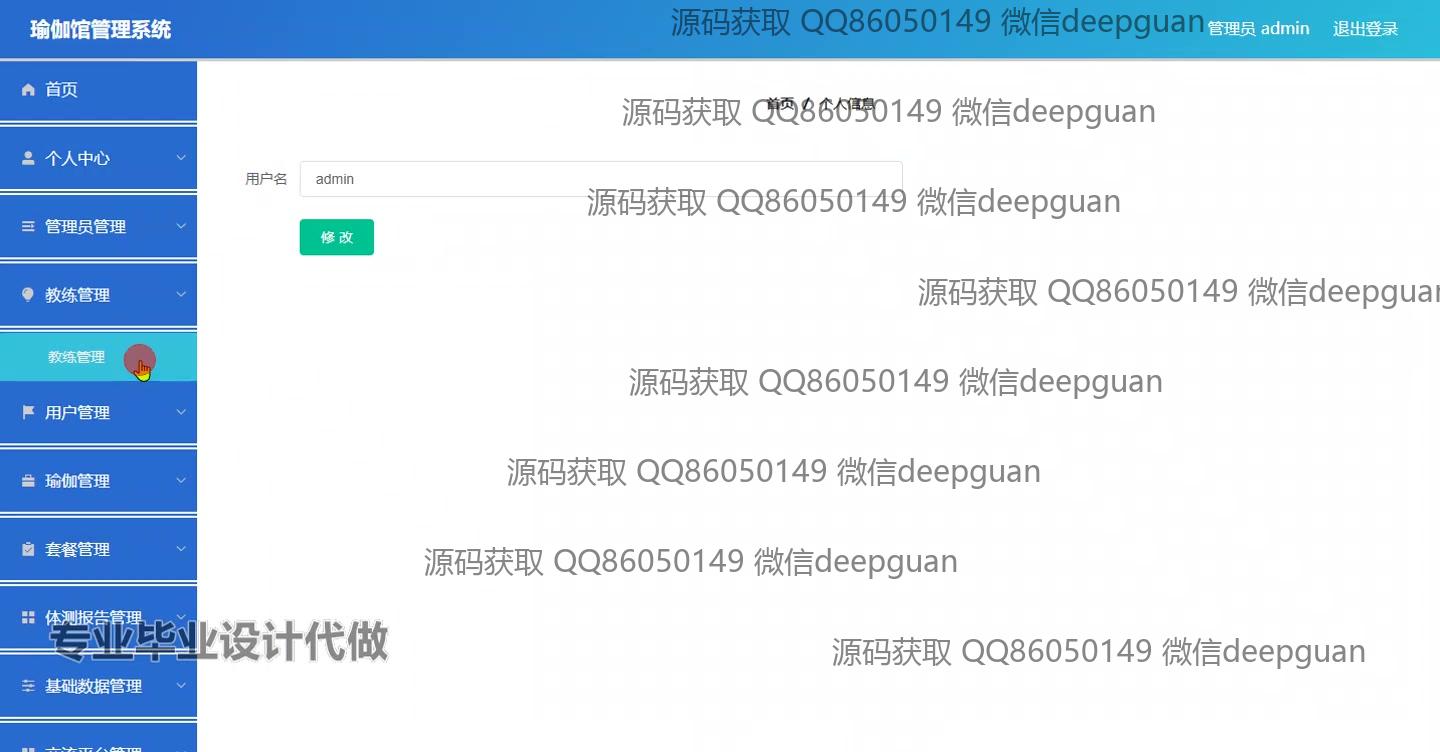 瑜伽馆管理系统
源码获取 QQ86050149 微信deepguan
管理员 admin
退出登录
首页
源码获取 QQ86050149 微信deepguan
首页 / 个人信息
个人中心
用户名
admin
源码获取 QQ86050149 微信deepguan
管理员管理
修 改
教练管理
源码获取 QQ86050149 微信deepguan
教练管理
源码获取 QQ86050149 微信deepguan
用户管理
源码获取 QQ86050149 微信deepguan
瑜伽管理
套餐管理
源码获取 QQ86050149 微信deepguan
体测报告管理
专业毕业设计代做
源码获取 QQ86050149 微信deepguan
基础数据管理
交流平台管理